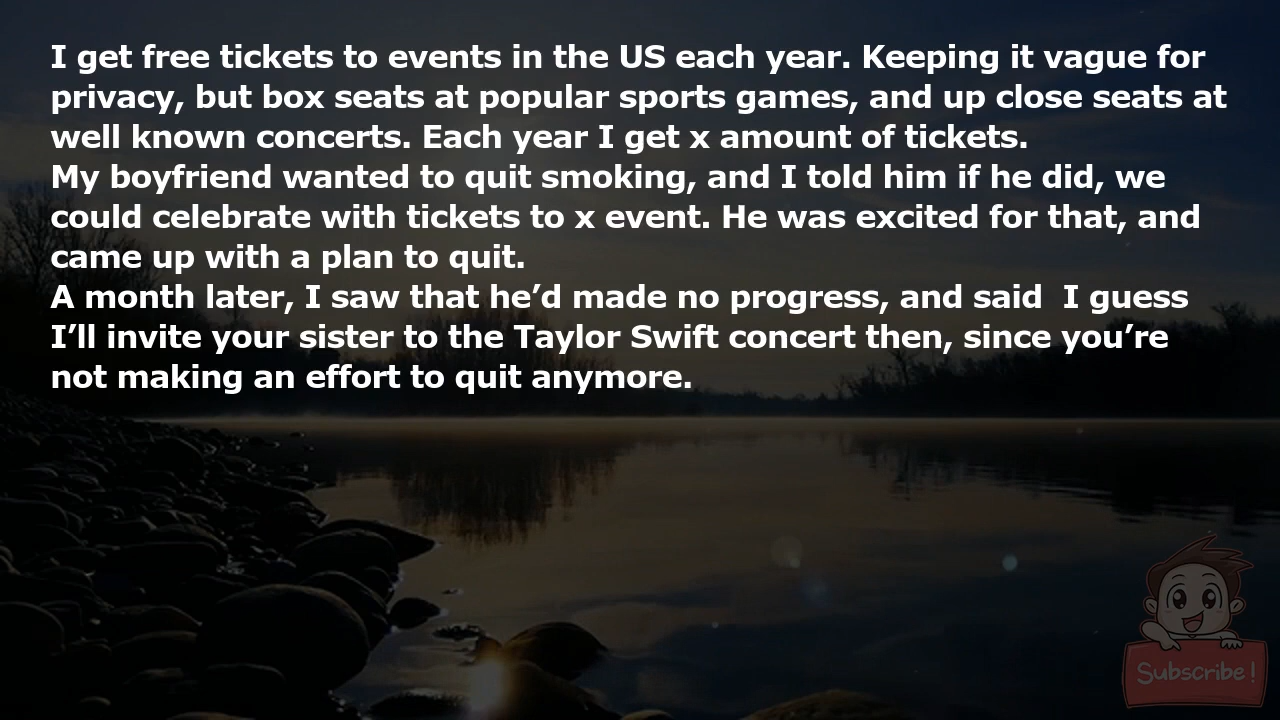 I get free tickets to events in the US each year. Keeping it vague for
privacy, but box seats at popular sports games, and up close seats at
well known concerts. Each year I get x amount of tickets.
My boyfriend wanted to quit smoking, and I told him if he did, we
could celebrate with tickets to x event. He was excited for that, and
came up with a plan to quit.
A month later, I saw that he’d made no progress, and said  I guess
I’ll invite your sister to the Taylor Swift concert then, since you’re
not making an effort to quit anymore.
Subscribe!